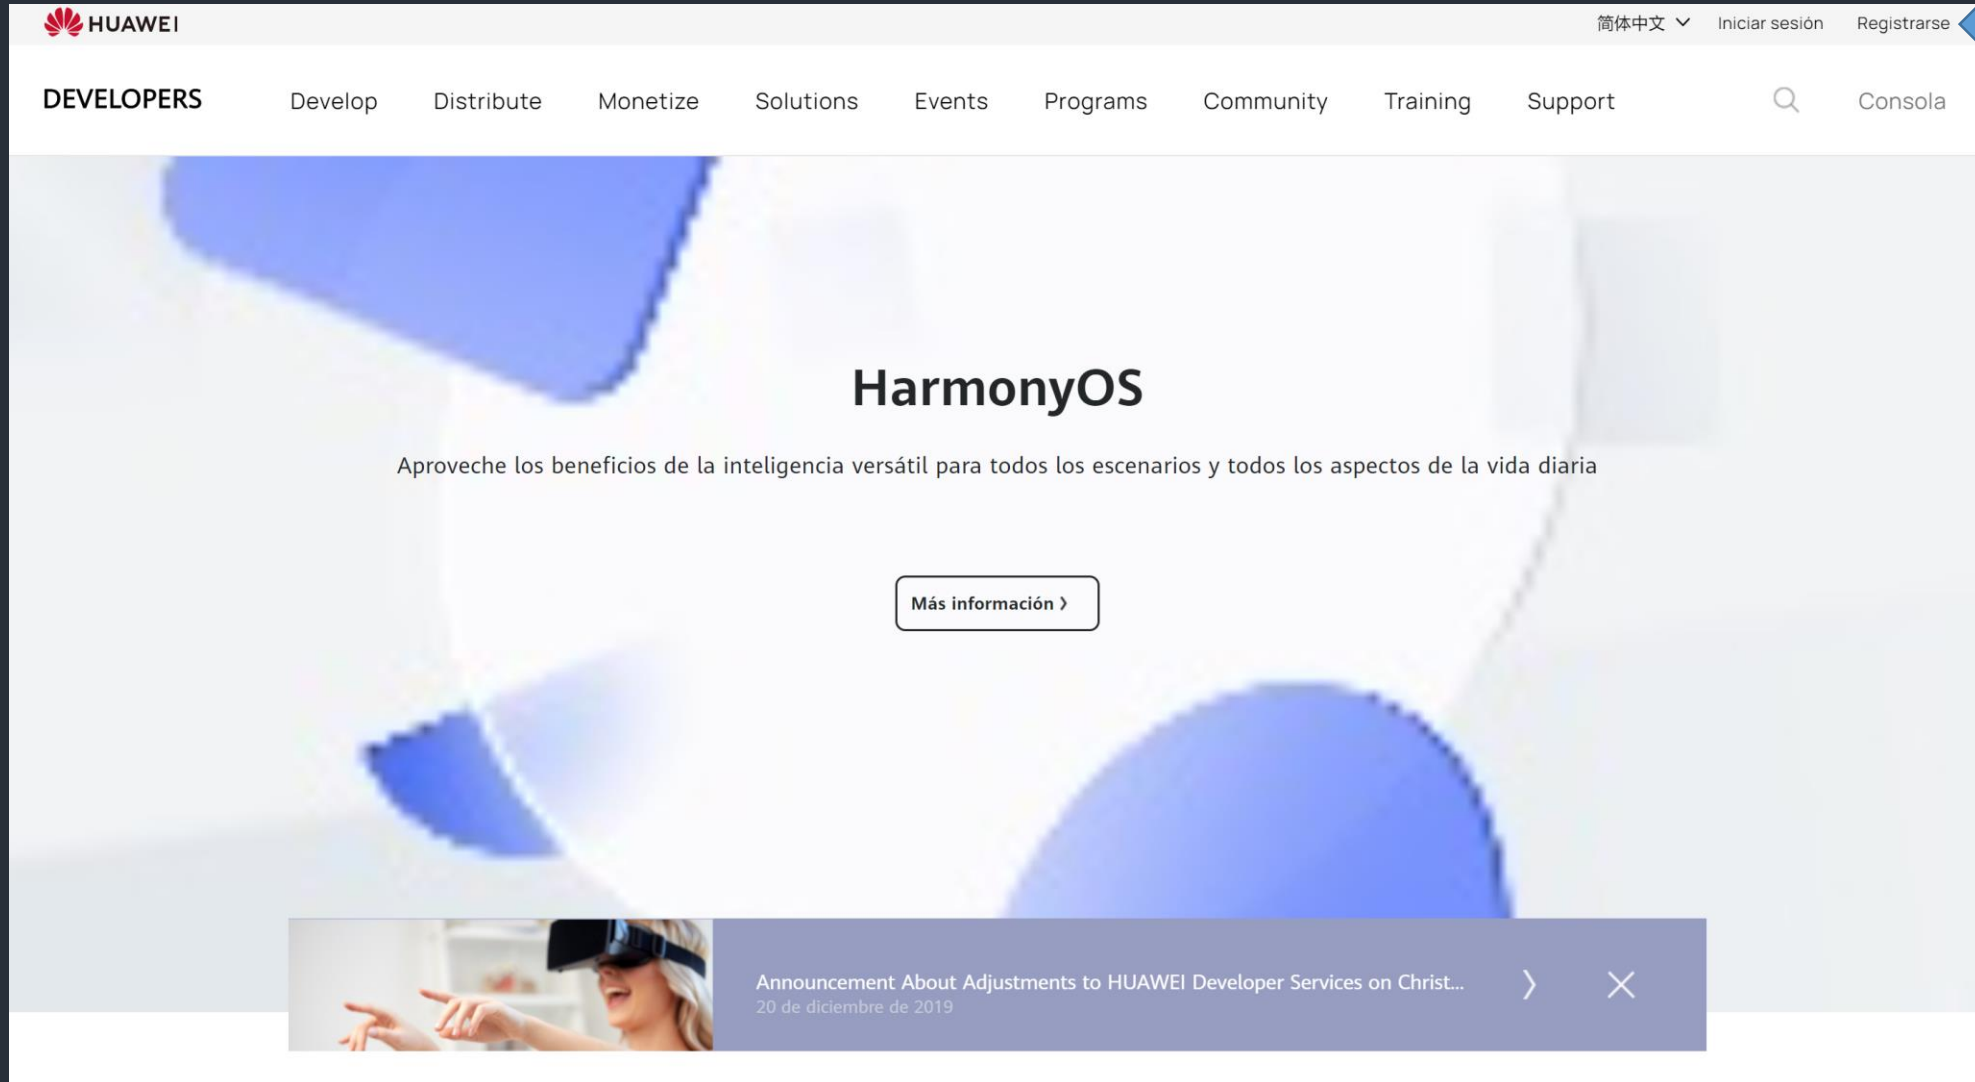 HUAWEI
简体中文 Iniciar sesión Registrarse
DEVELOPERS Develop Distribute Monetize Solutions Events Programs Community Training Support Consola
HarmonyOS
Aproveche los beneficios de la inteligencia versátil para todos los escenarios y todos los aspectos de la vida diaria
Más información
Announcement About Adjustments to HUAWEI Developer Services on Christ...
20 de diciembre de 2019